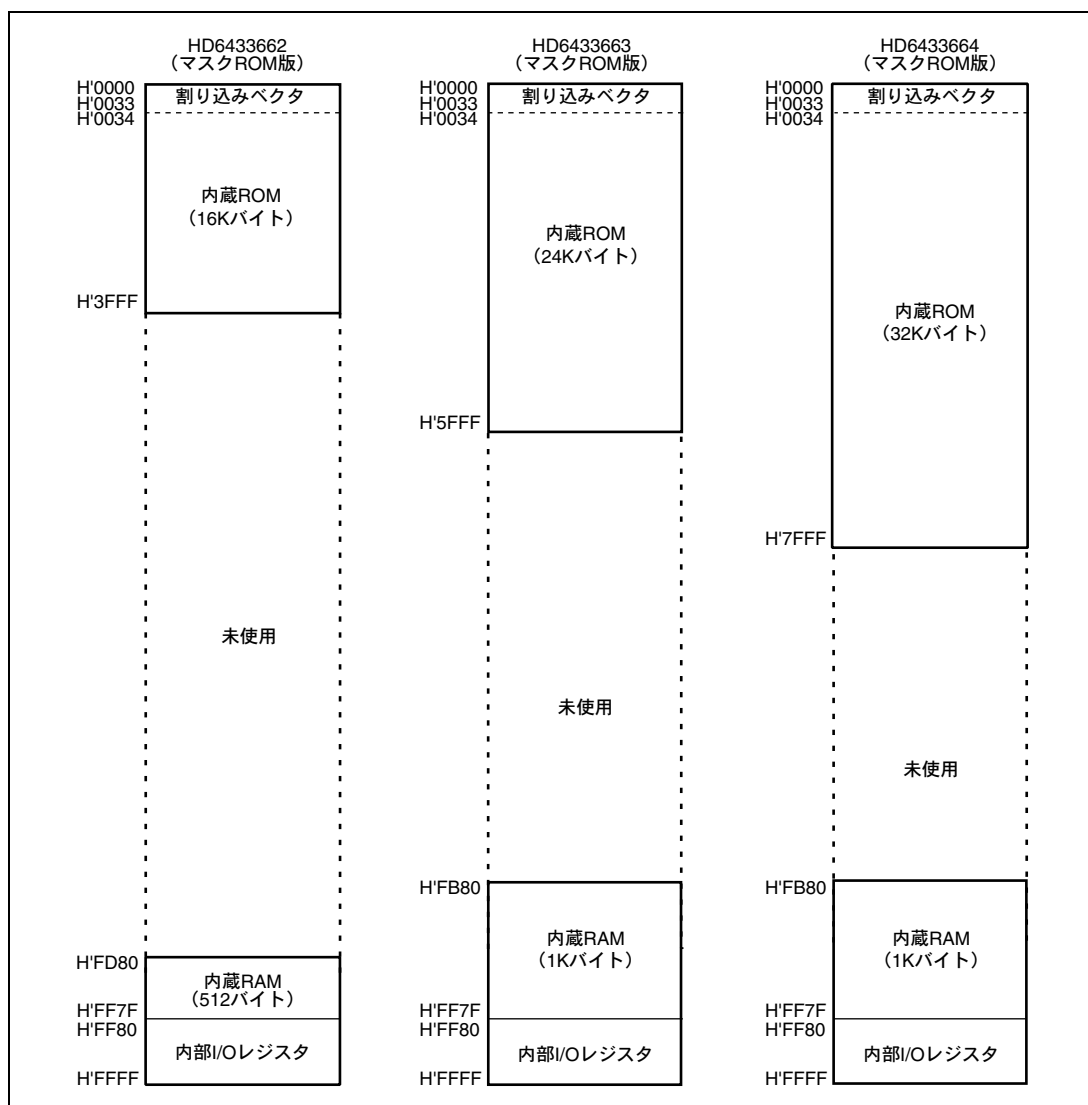 HD6433662
（マスクROM版）
H'0000
H'0033
H'0034
割り込みベクタ
内蔵ROM
（16Kバイト）
H'3FFF
未使用
H'FD80
内蔵RAM
（512バイト）
H'FF7F
H'FF80
内部I/Oレジスタ
H'FFFF
HD6433663
（マスクROM版）
H'0000
H'0033
H'0034
割り込みベクタ
内蔵ROM
（24Kバイト）
H'5FFF
未使用
H'FB80
内蔵RAM
（1Kバイト）
H'FF7F
H'FF80
内部I/Oレジスタ
H'FFFF
HD6433664
（マスクROM版）
H'0000
H'0033
H'0034
割り込みベクタ
内蔵ROM
（32Kバイト）
H'7FFF
未使用
H'FB80
内蔵RAM
（1Kバイト）
H'FF7F
H'FF80
内部I/Oレジスタ
H'FFFF